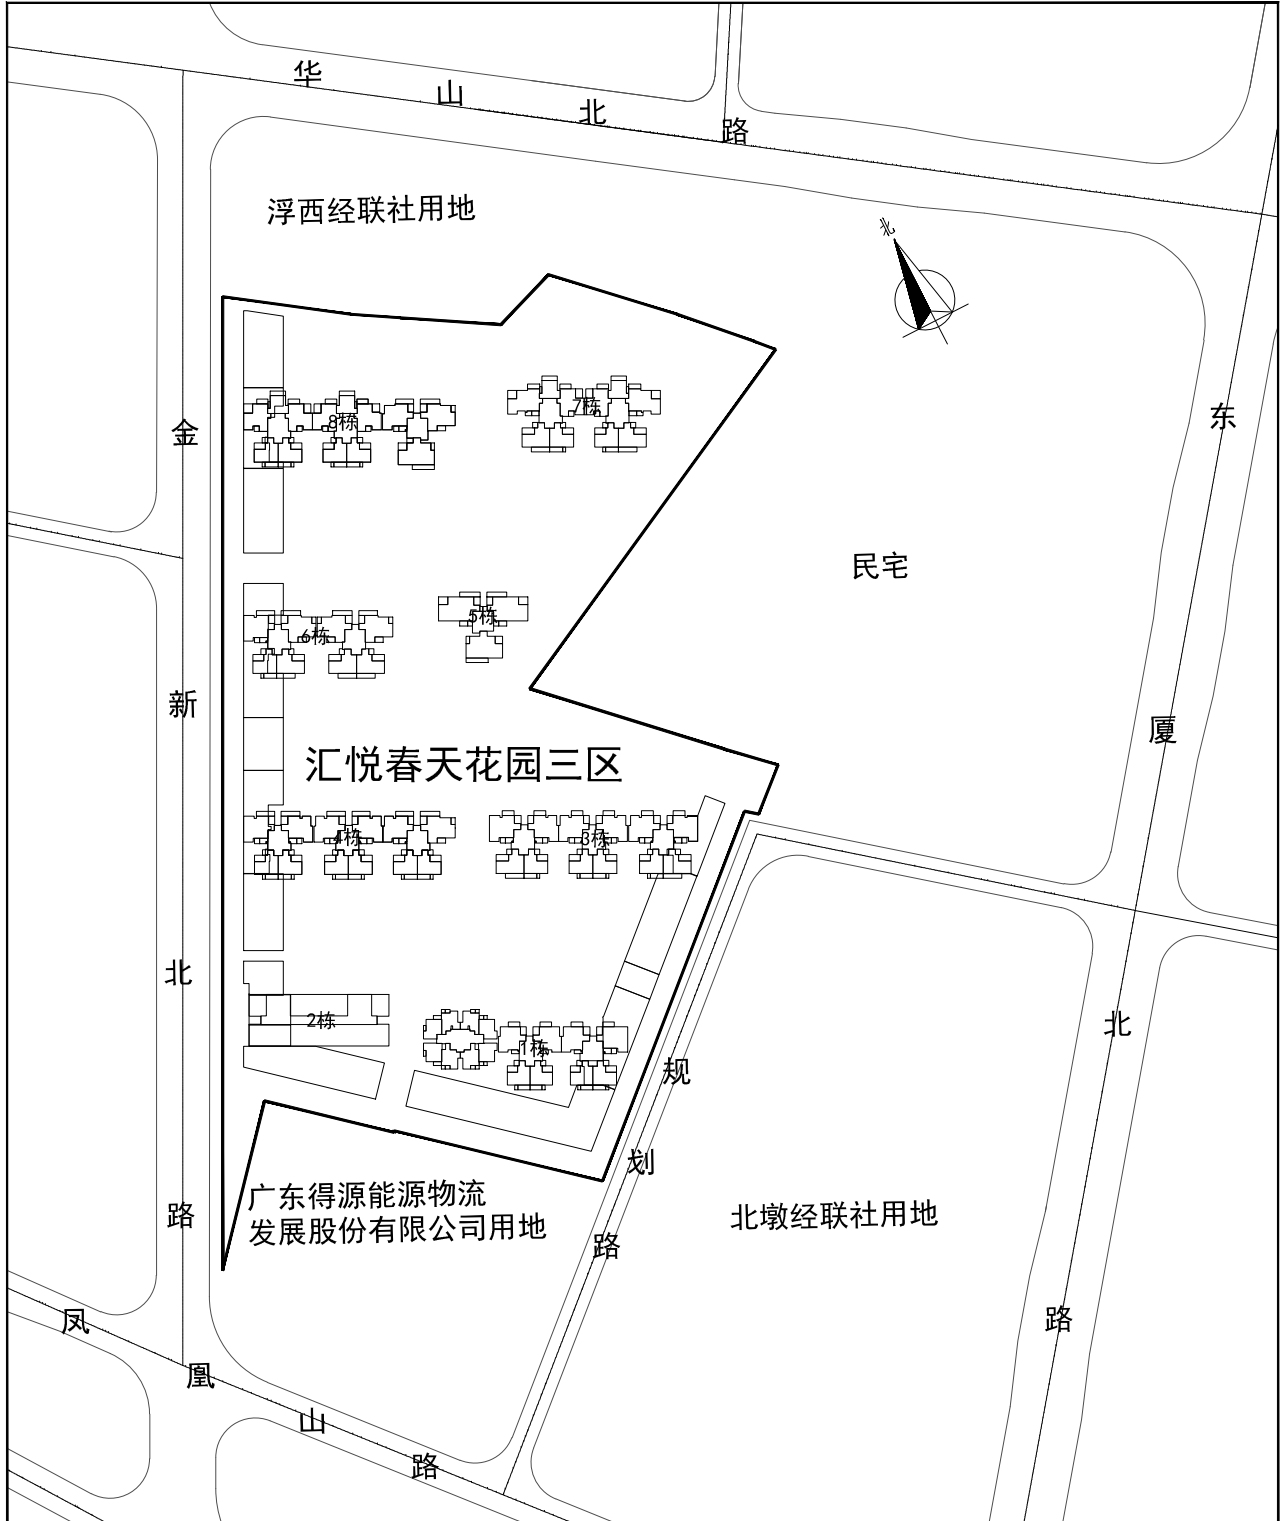 华山北路
浮西经联社用地
北
8栋
7栋
金新北路
东厦北路
民宅
6栋
5栋
汇悦春天花园三区
4栋
3栋
2栋
1栋
规划路
广东得源能源物流
发展股份有限公司用地
北墩经联社用地
凤凰山路